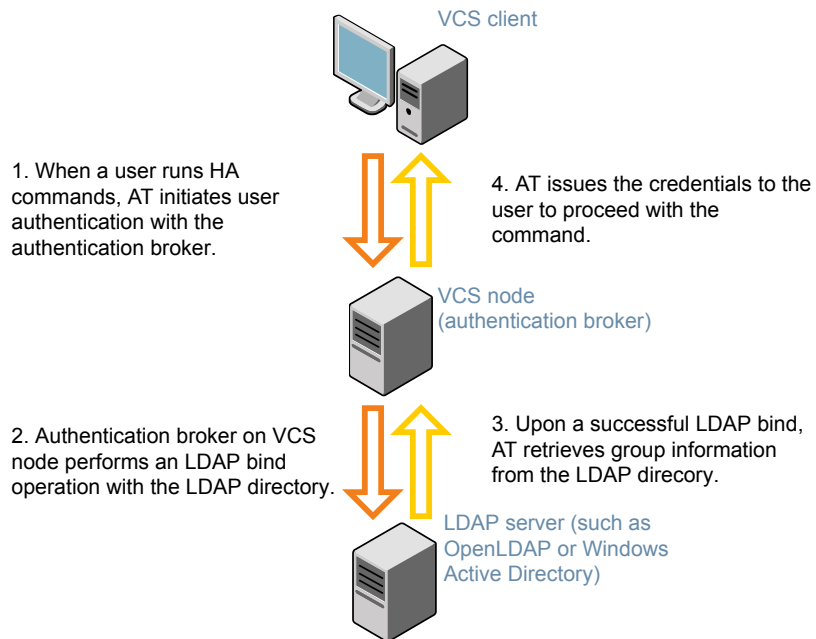 VCS client
1. When a user runs HA
commands, AT initiates user
authentication with the
authentication broker.
4. AT issues the credentials to the
user to proceed with the
command.
VCS node
(authentication broker)
2. Authentication broker on VCS
node performs an LDAP bind
operation with the LDAP directory.
3. Upon a successful LDAP bind,
AT retrieves group information
from the LDAP direcory.
LDAP server (such as
OpenLDAP or Windows
Active Directory)